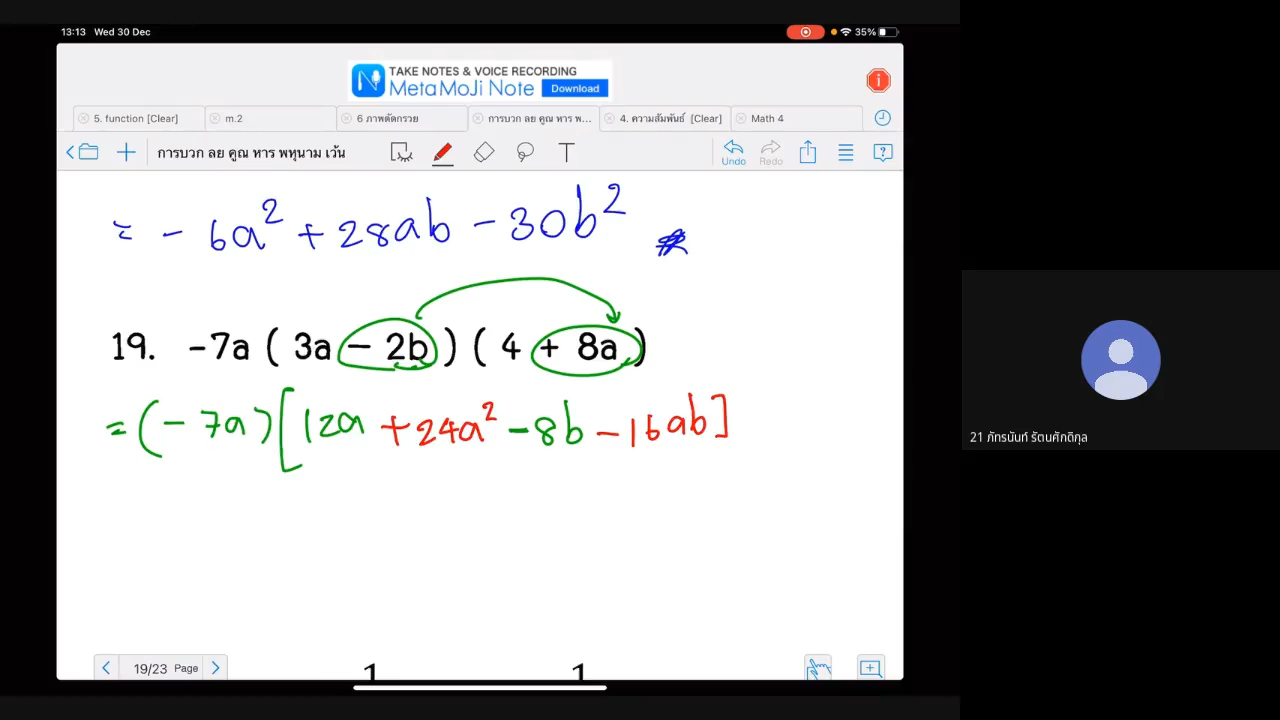 13:13 Wed 30 Dec
35%
TAKE NOTES & VOICE RECORDING
MetaMoJi Note Download
5. function [Clear]
m.2
6 ภาพตัดกรวย
การบวก ลย คูณ หาร พ...
4. ความสัมพันธ์ [Clear]
Math 4
การบวก ลย คูณ หาร พหุนาม เว้น
T
Undo
Redo
= - 6a² + 28ab - 30b²
19. -7a ( 3a - 2b ) ( 4 + 8a )
= (-7a) [12a + 24a² - 8b - 16ab]
21 ภัทรนันท์ รัตนศักดิกุล
19/23 Page
1 1